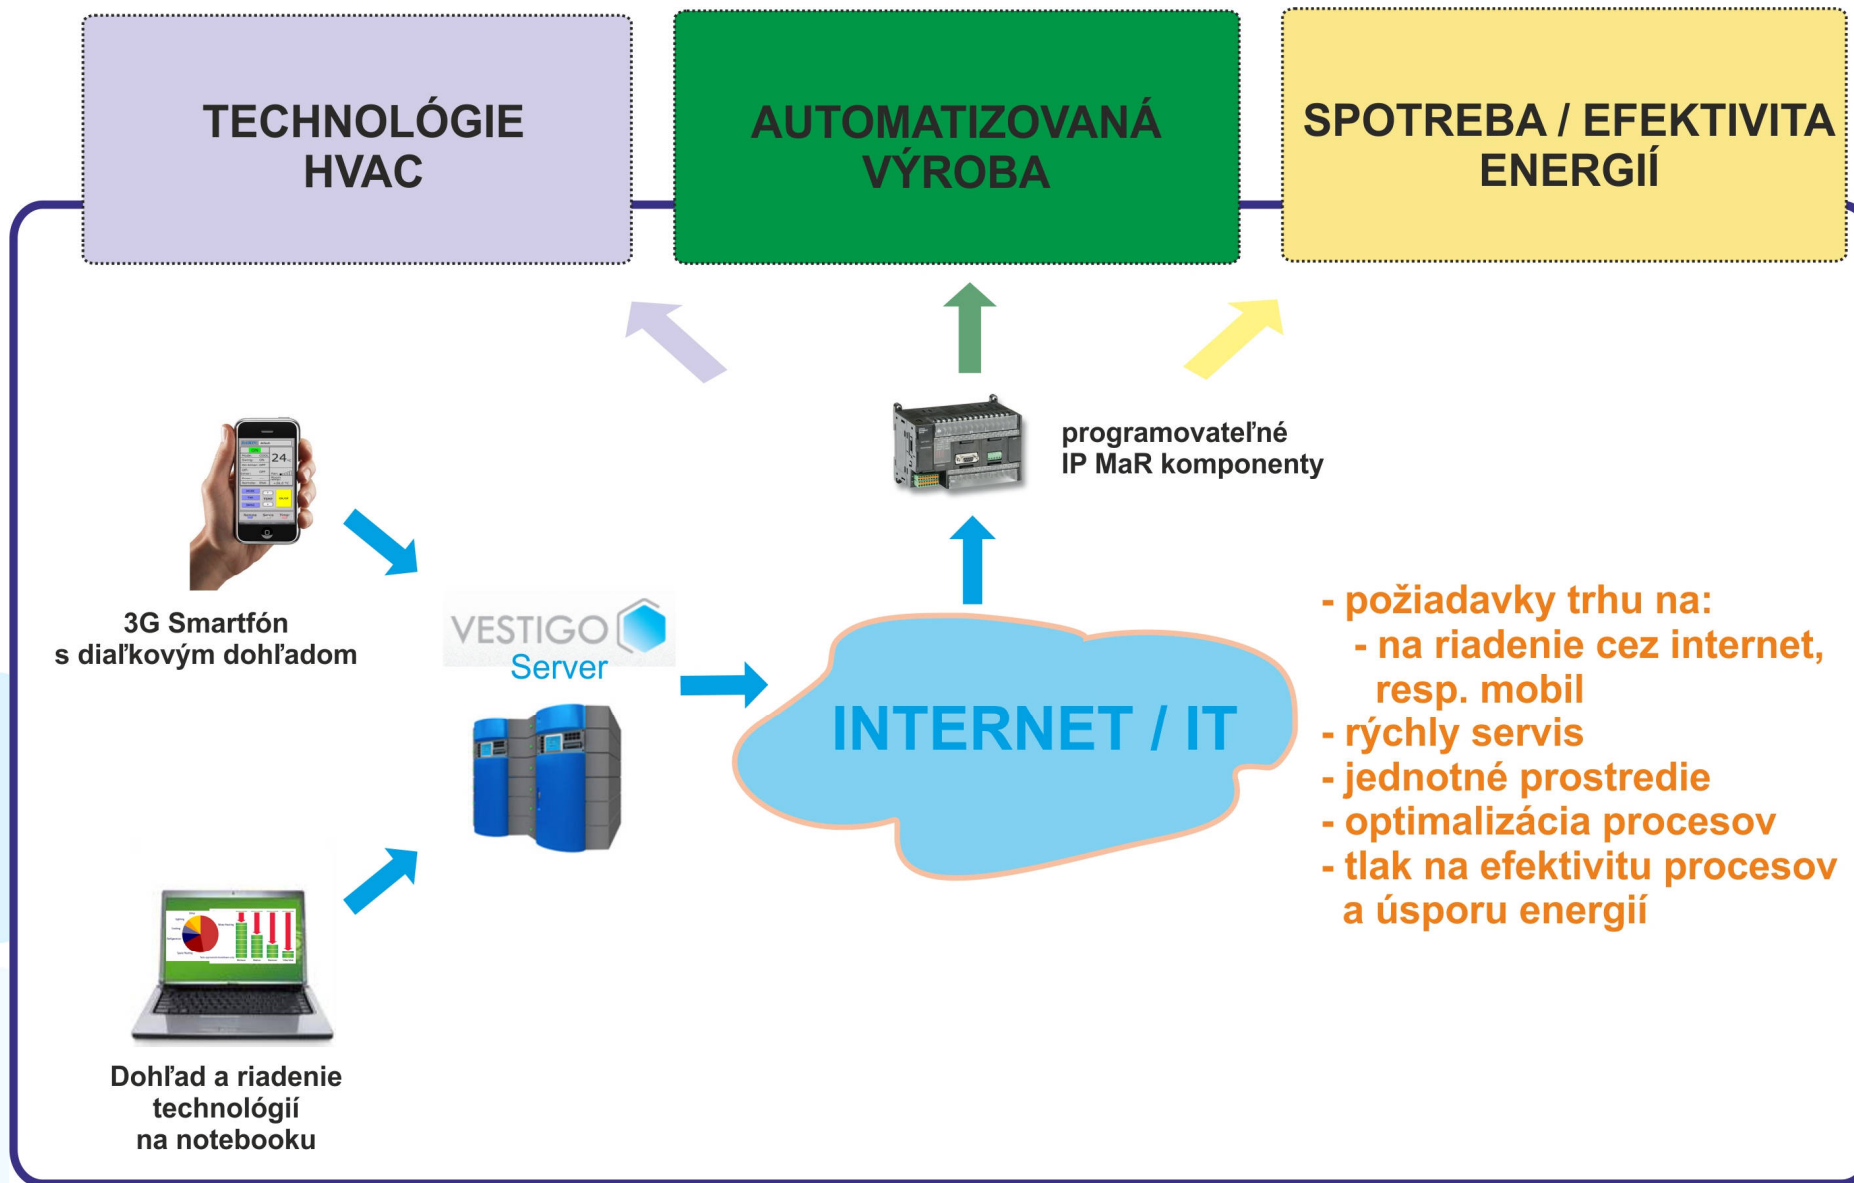 TECHNOLÓGIE
HVAC
AUTOMATIZOVANÁ
VÝROBA
SPOTREBA / EFEKTIVITA
ENERGIÍ
programovateľné
IP MaR komponenty
24
3G Smartfón
s diaľkovým dohľadom
VESTIGO
Server
INTERNET / IT
- požiadavky trhu na:
- na riadenie cez internet,
resp. mobil
- rýchly servis
- jednotné prostredie
- optimalizácia procesov
- tlak na efektivitu procesov
a úsporu energií
Dohľad a riadenie
technológií
na notebooku